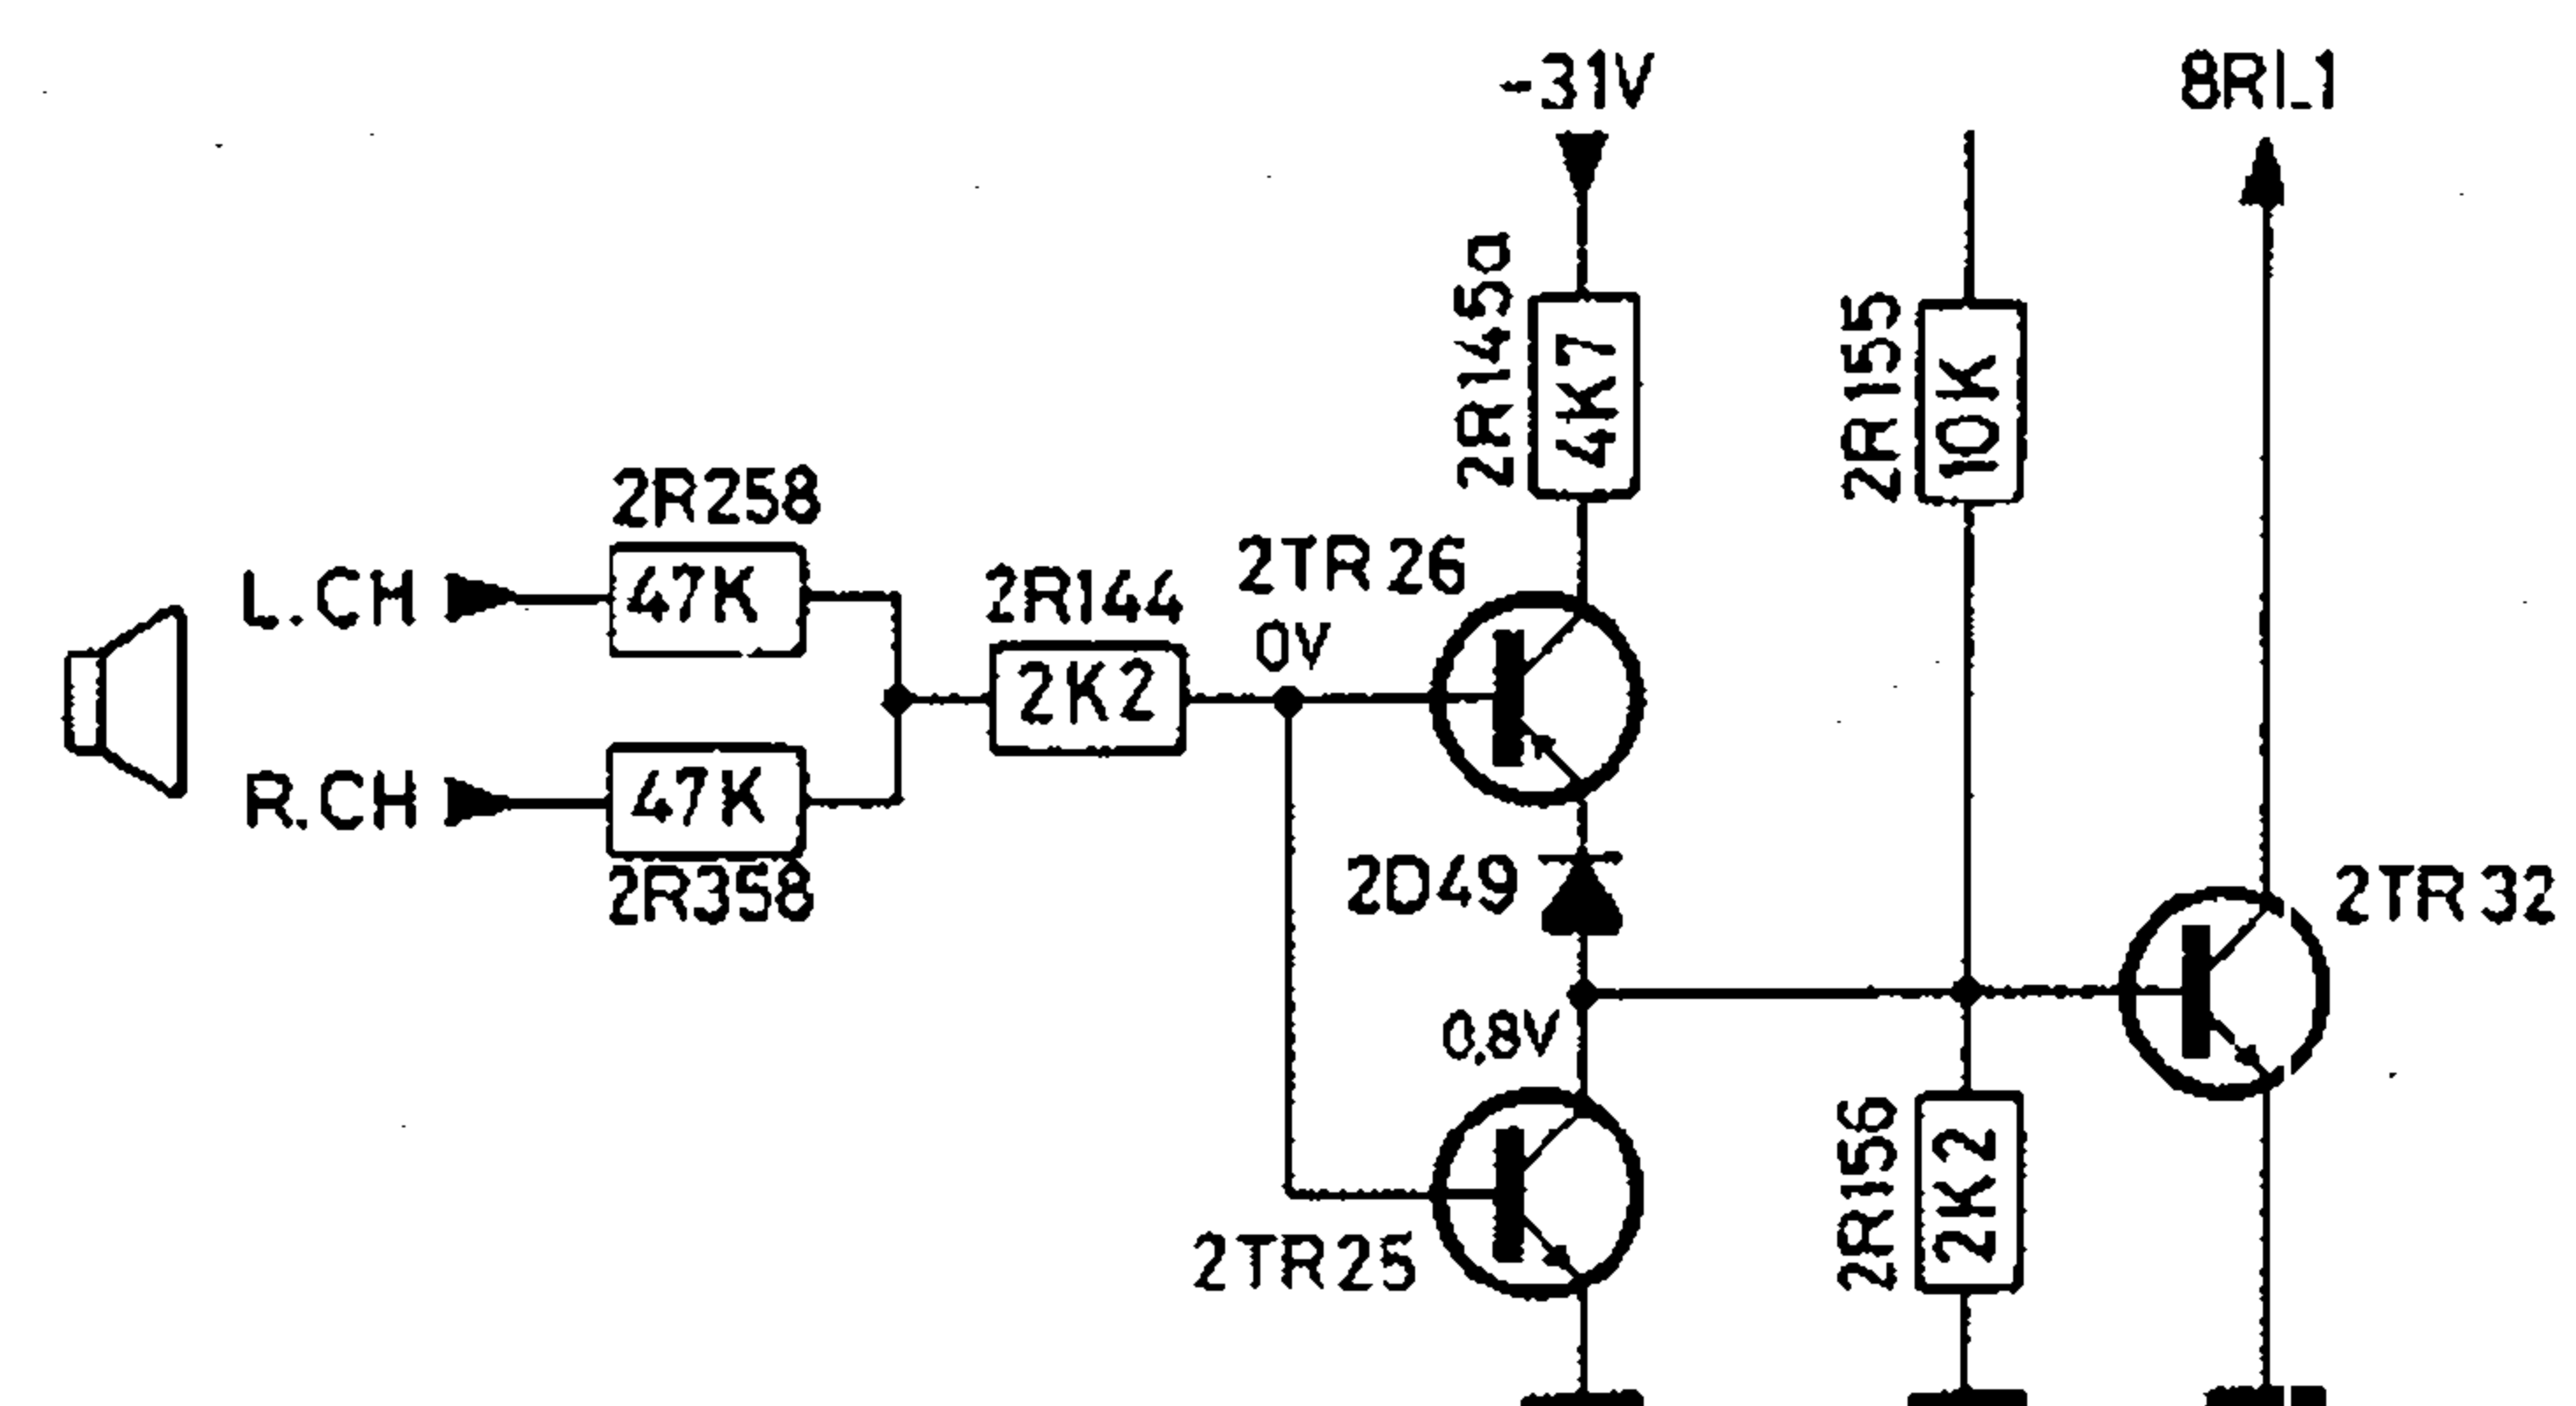 -31V
8RL1
2R145a
4K7
2R155
10K
2R258
47K
L.CH
2R144
2K2
2TR26
0V
R.CH
47K
2R358
2D49
2TR32
0,8V
2TR25
2R156
2K2